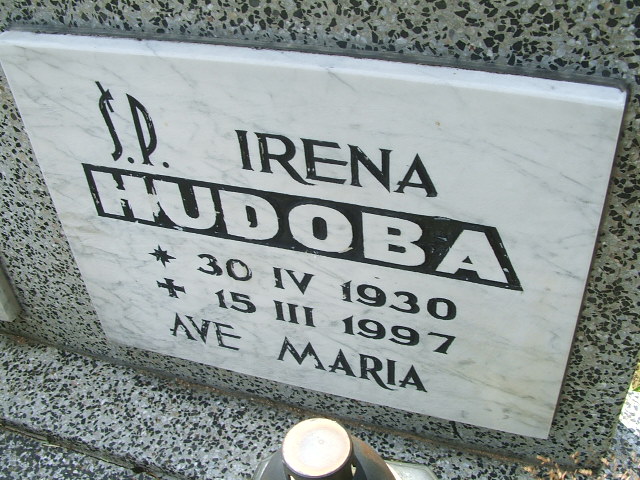 Ś.P. IRENA
HUDOBA
* 30 IV 1930
+ 15 III 1997
AVE MARIA